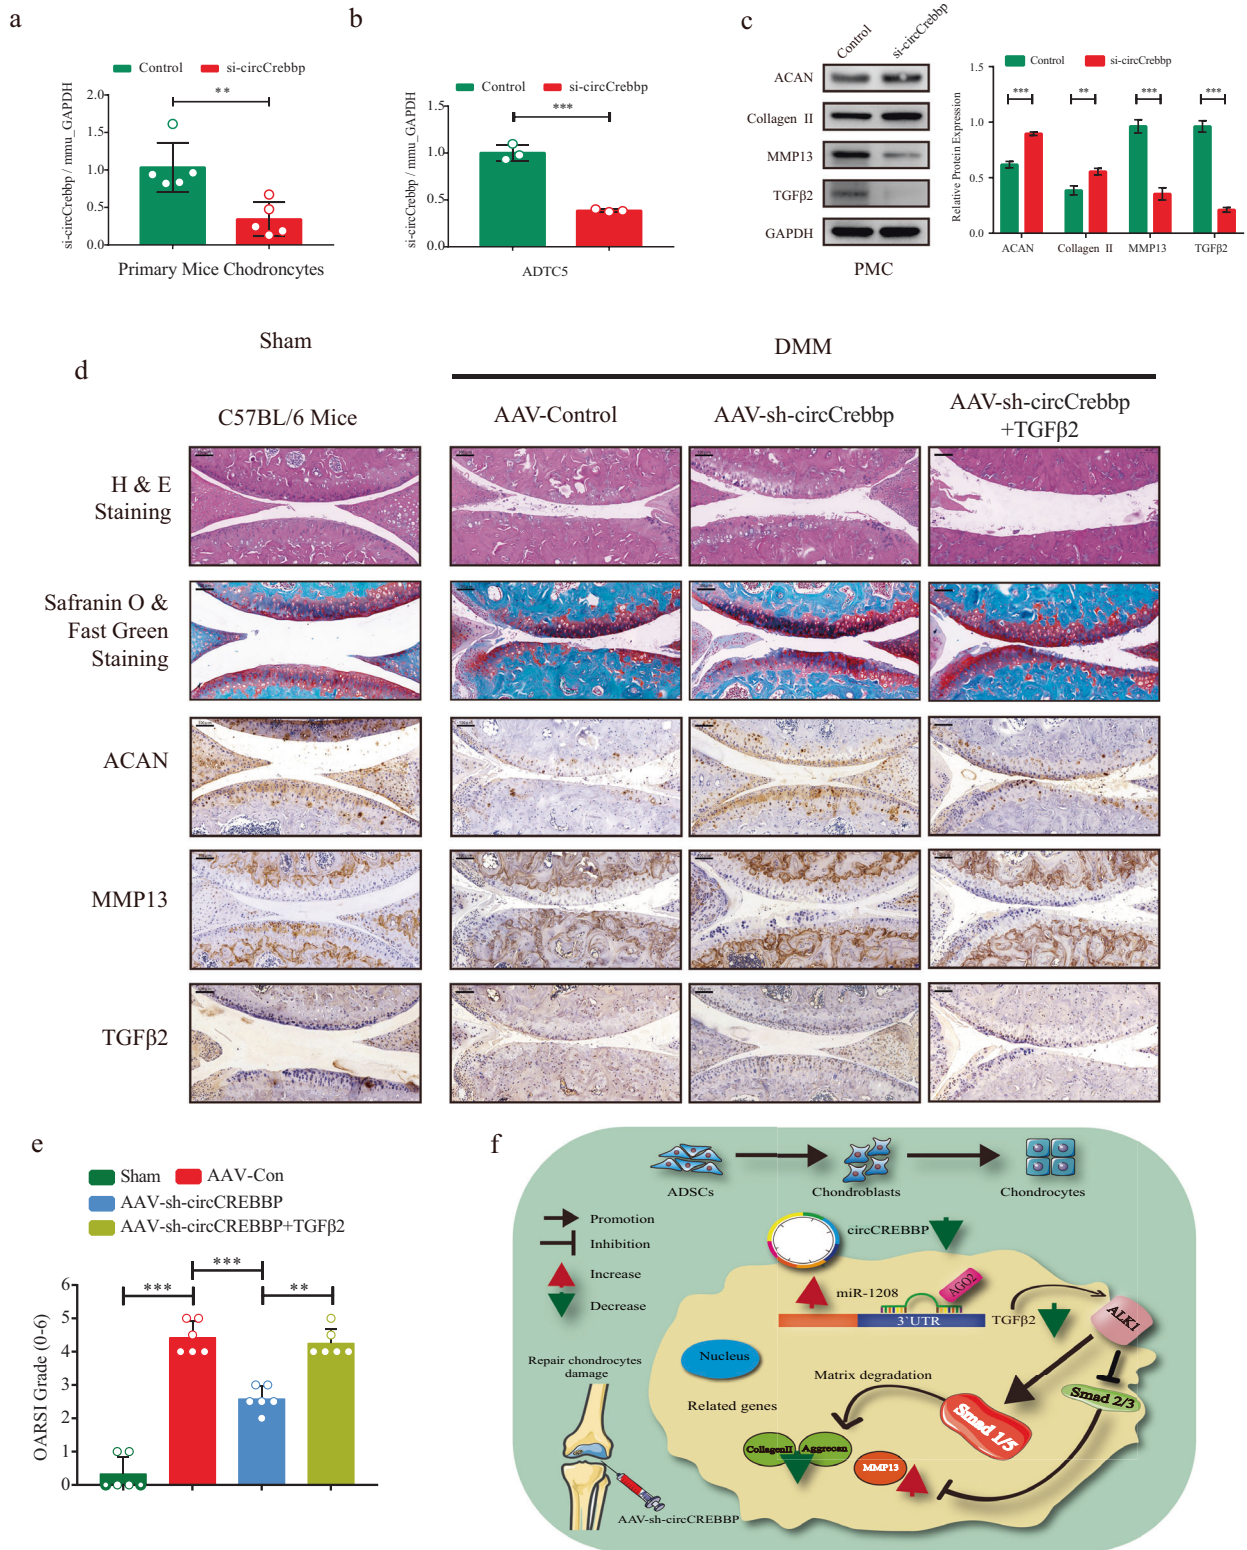 a
Control
si-circCrebbp
**
2.0
1.5
1.0
0.5
0.0
si-circCrebbp / mmu_GAPDH
Primary Mice Chodroncytes
b
Control
si-circCrebbp
***
1.5
1.0
0.5
0.0
si-circCrebbp / mmu_GAPDH
ADTC5
c
Control
si-circCrebbp
ACAN
Collagen II
MMP13
TGFβ2
GAPDH
PMC
Control
si-circCrebbp
***
**
***
***
1.5
1.0
0.5
0.0
Relative Protein Expression
ACAN
Collagen II
MMP13
TGFβ2
d
Sham
DMM
C57BL/6 Mice
AAV-Control
AAV-sh-circCrebbp
AAV-sh-circCrebbp
+TGFβ2
H & E
Staining
Safranin O &
Fast Green
Staining
ACAN
MMP13
TGFβ2
e
Sham
AAV-Con
AAV-sh-circCREBBP
AAV-sh-circCREBBP+TGFβ2
***
***
**
6
5
4
3
2
1
0
OARSI Grade (0-6)
f
ADSCs
Chondroblasts
Chondrocytes
Promotion
Inhibition
Increase
Decrease
circCREBBP
miR-1208
AGO2
3`UTR
TGFβ2
ALK1
Nucleus
Matrix degradation
Smad 2/3
Smad 1/5
Related genes
CollagenII
Aggrecan
MMP13
Repair chondrocytes
damage
AAV-sh-circCREBBP